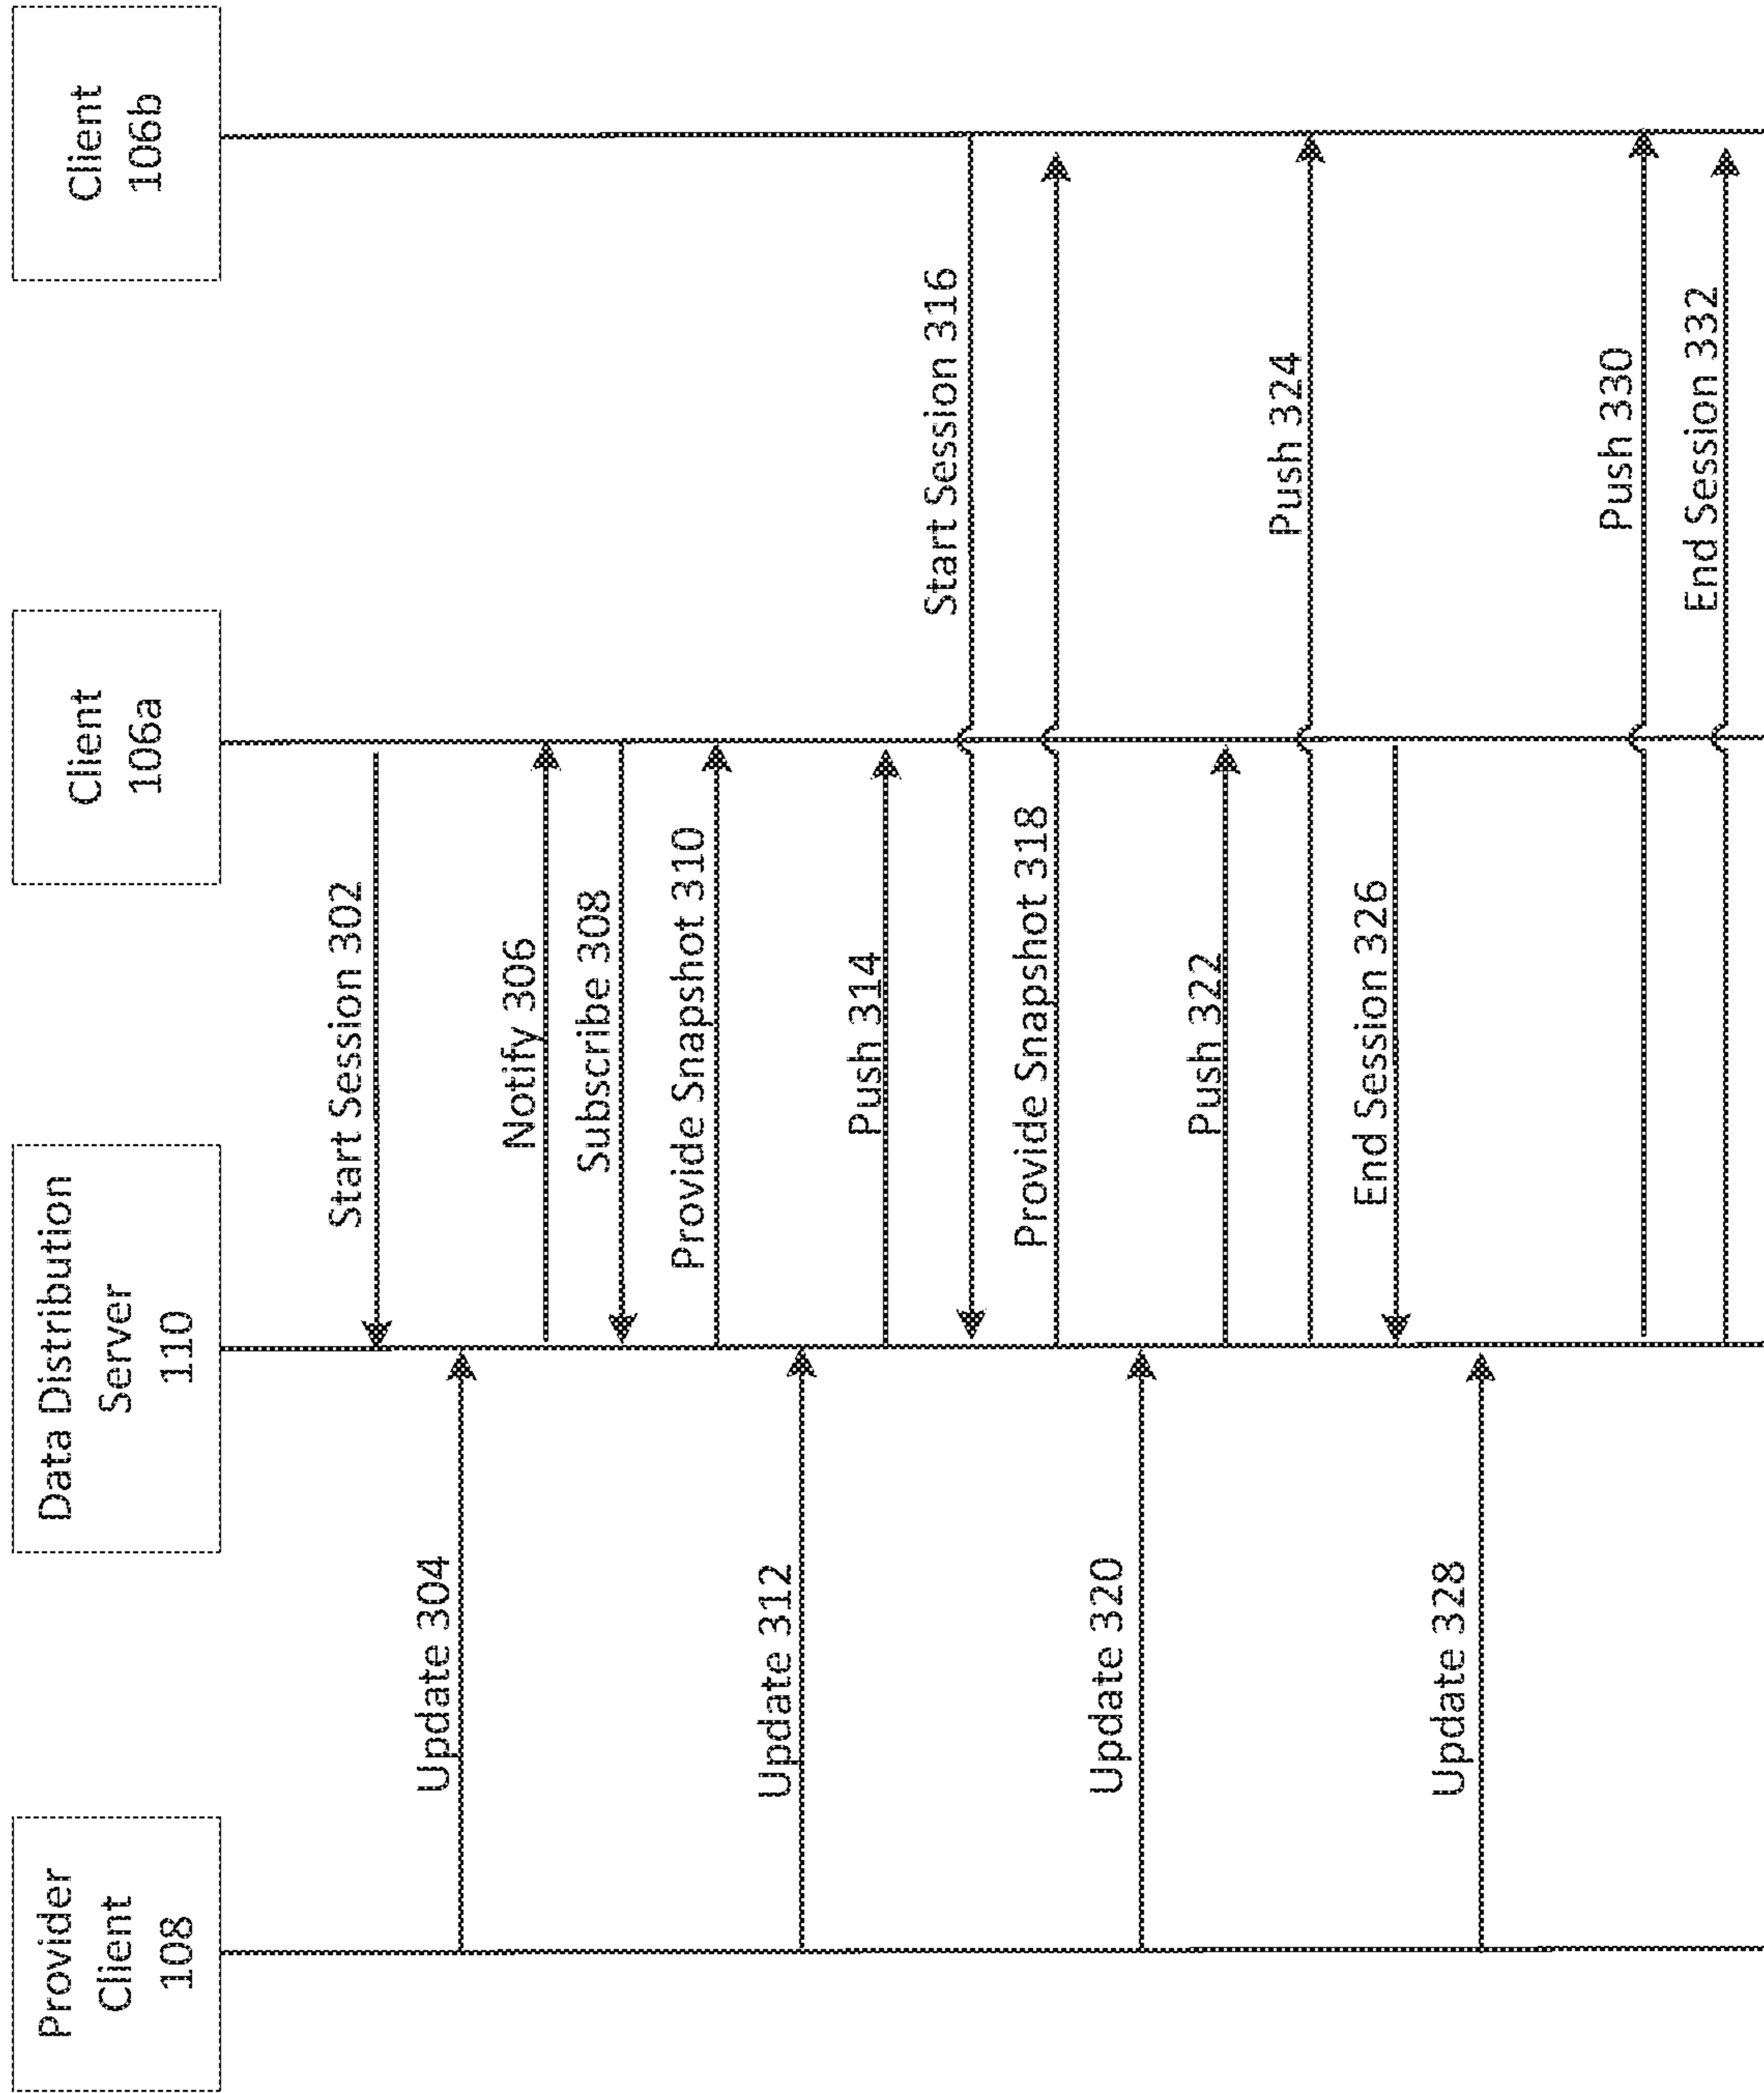 Provider
Client
108
Data Distribution
Server
110
Client
106a
Client
106b
Start Session 302
Update 304
Notify 306
Subscribe 308
Provide Snapshot 310
Update 312
Push 314
Start Session 316
Provide Snapshot 318
Update 320
Push 322
Push 324
End Session 326
Update 328
Push 330
End Session 332